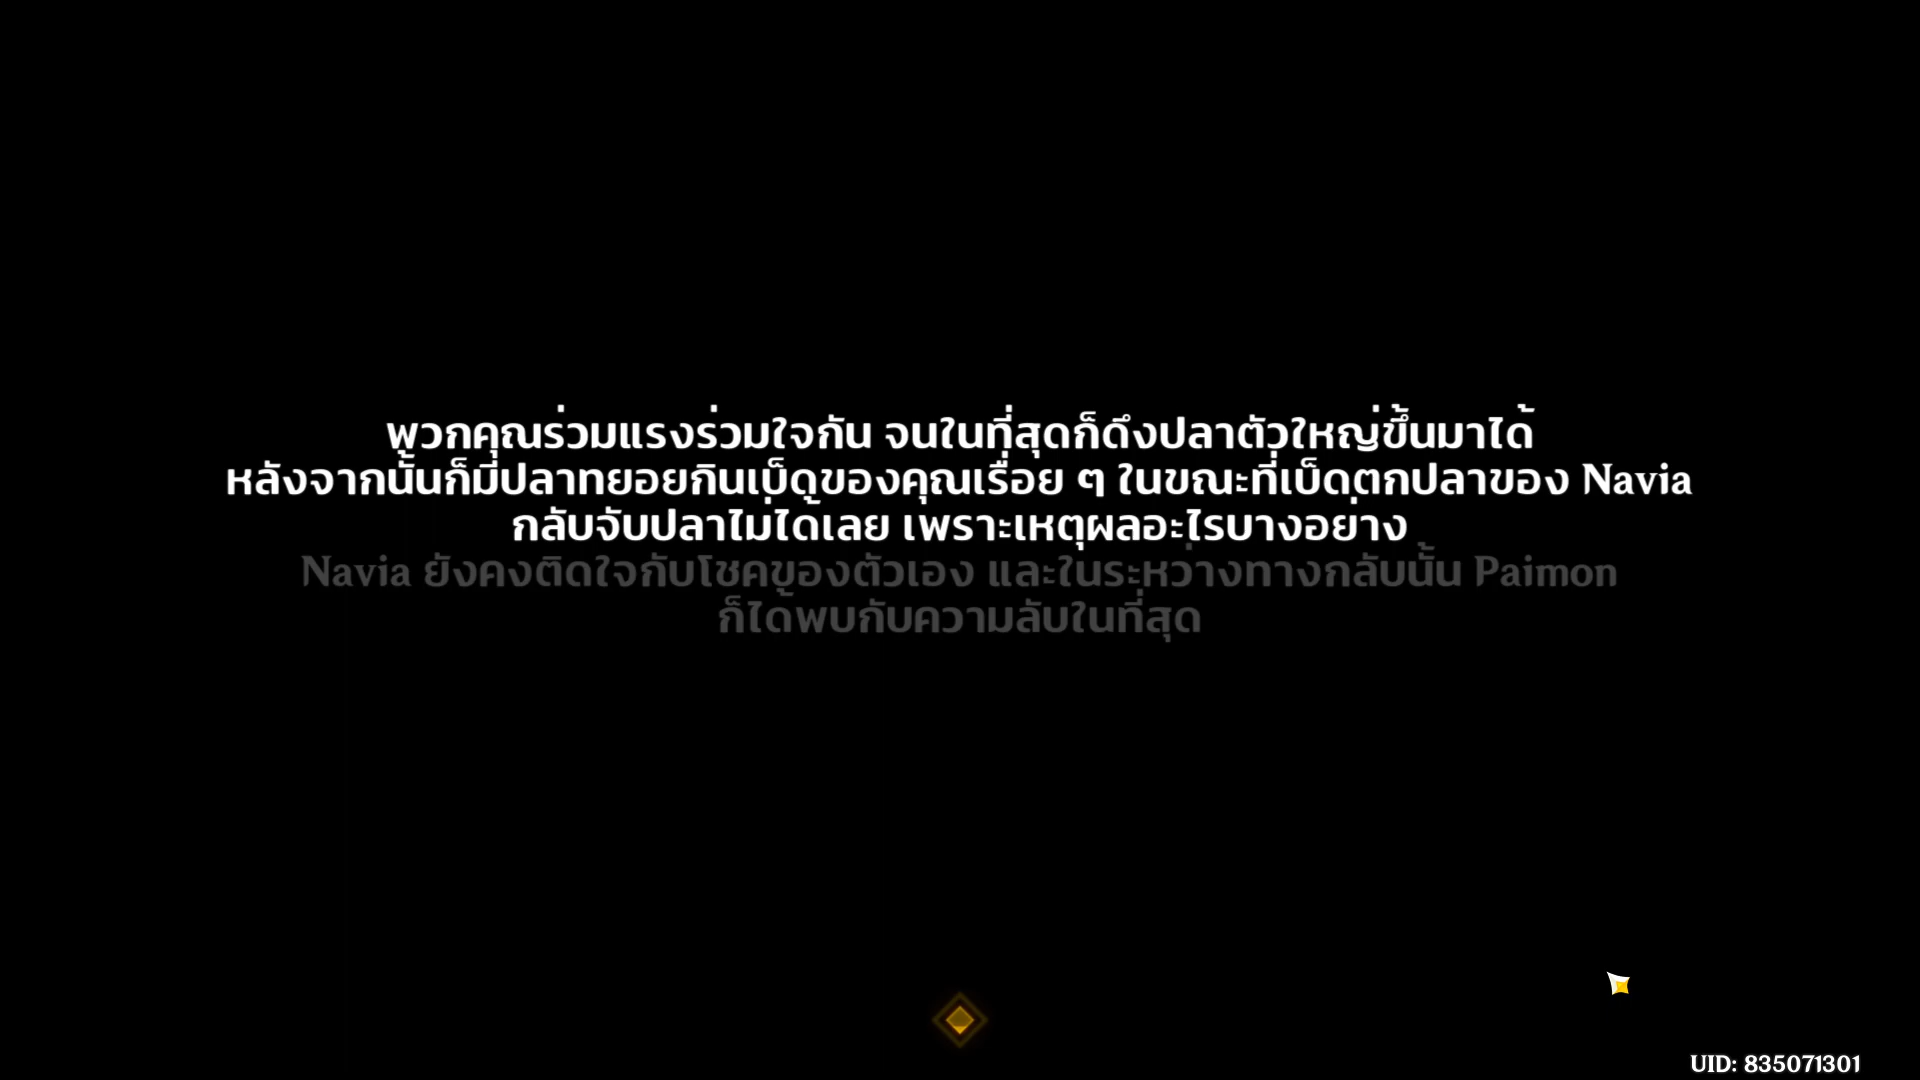 พวกคุณร่วมแรงร่วมใจกัน จนในที่สุดก็ดึงปลาตัวใหญ่ขึ้นมาได้
หลังจากนั้นก็มีปลาทยอยกินเบ็ดของคุณเรื่อย ๆ ในขณะที่เบ็ดตกปลาของ Navia
กลับจับปลาไม่ได้เลย เพราะเหตุผลอะไรบางอย่าง
Navia ยังคงติดใจกับโชคของตัวเอง และในระหว่างทางกลับนั้น Paimon
ก็ได้พบกับความลับในที่สุด
UID: 835071301